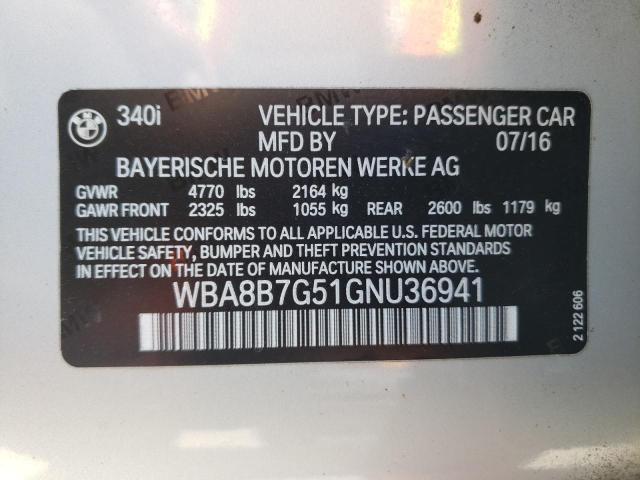 BMW 340i VEHICLE TYPE: PASSENGER CAR
MFD BY 07/16
BAYERISCHE MOTOREN WERKE AG
GVWR 4770 lbs 2164 kg
GAWR FRONT 2325 lbs 1055 kg REAR 2600 lbs 1179 kg
THIS VEHICLE CONFORMS TO ALL APPLICABLE U.S. FEDERAL MOTOR
VEHICLE SAFETY, BUMPER AND THEFT PREVENTION STANDARDS
IN EFFECT ON THE DATE OF MANUFACTURE SHOWN ABOVE.
WBA8B7G51GNU36941
2 122 606